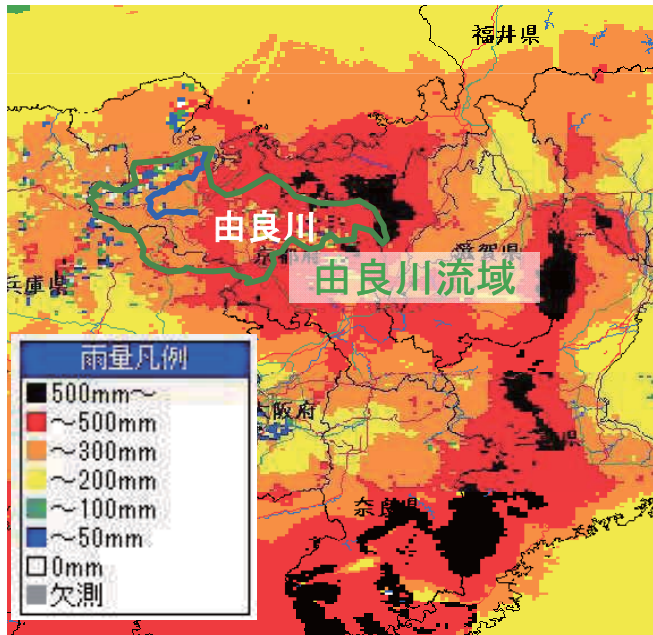 福井県
由良川
京都府
滋賀県
由良川流域
兵庫県
雨量凡例
500mm~
~500mm
~300mm
~200mm
~100mm
~50mm
0mm
欠測
大阪府
奈良県